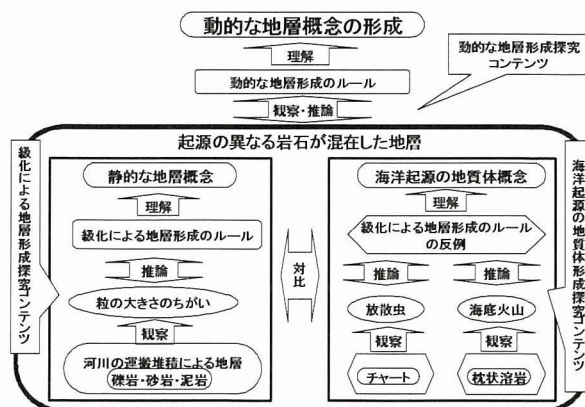 動的な地層概念の形成
理解
動的な地層形成のルール
観察・推論
動的な地層形成探究
コンテンツ
起源の異なる岩石が混在した地層
級化による地層形成探究コンテンツ
静的な地層概念
理解
級化による地層形成のルール
推論
粒の大きさのちがい
観察
河川の運搬堆積による地層
礫岩・砂岩・泥岩
対比
海洋起源の地質体概念
理解
級化による地層形成のルール
の反例
推論
推論
放散虫
海底火山
観察
観察
チャート
枕状溶岩
海洋起源の地質体形成探究コンテンツ